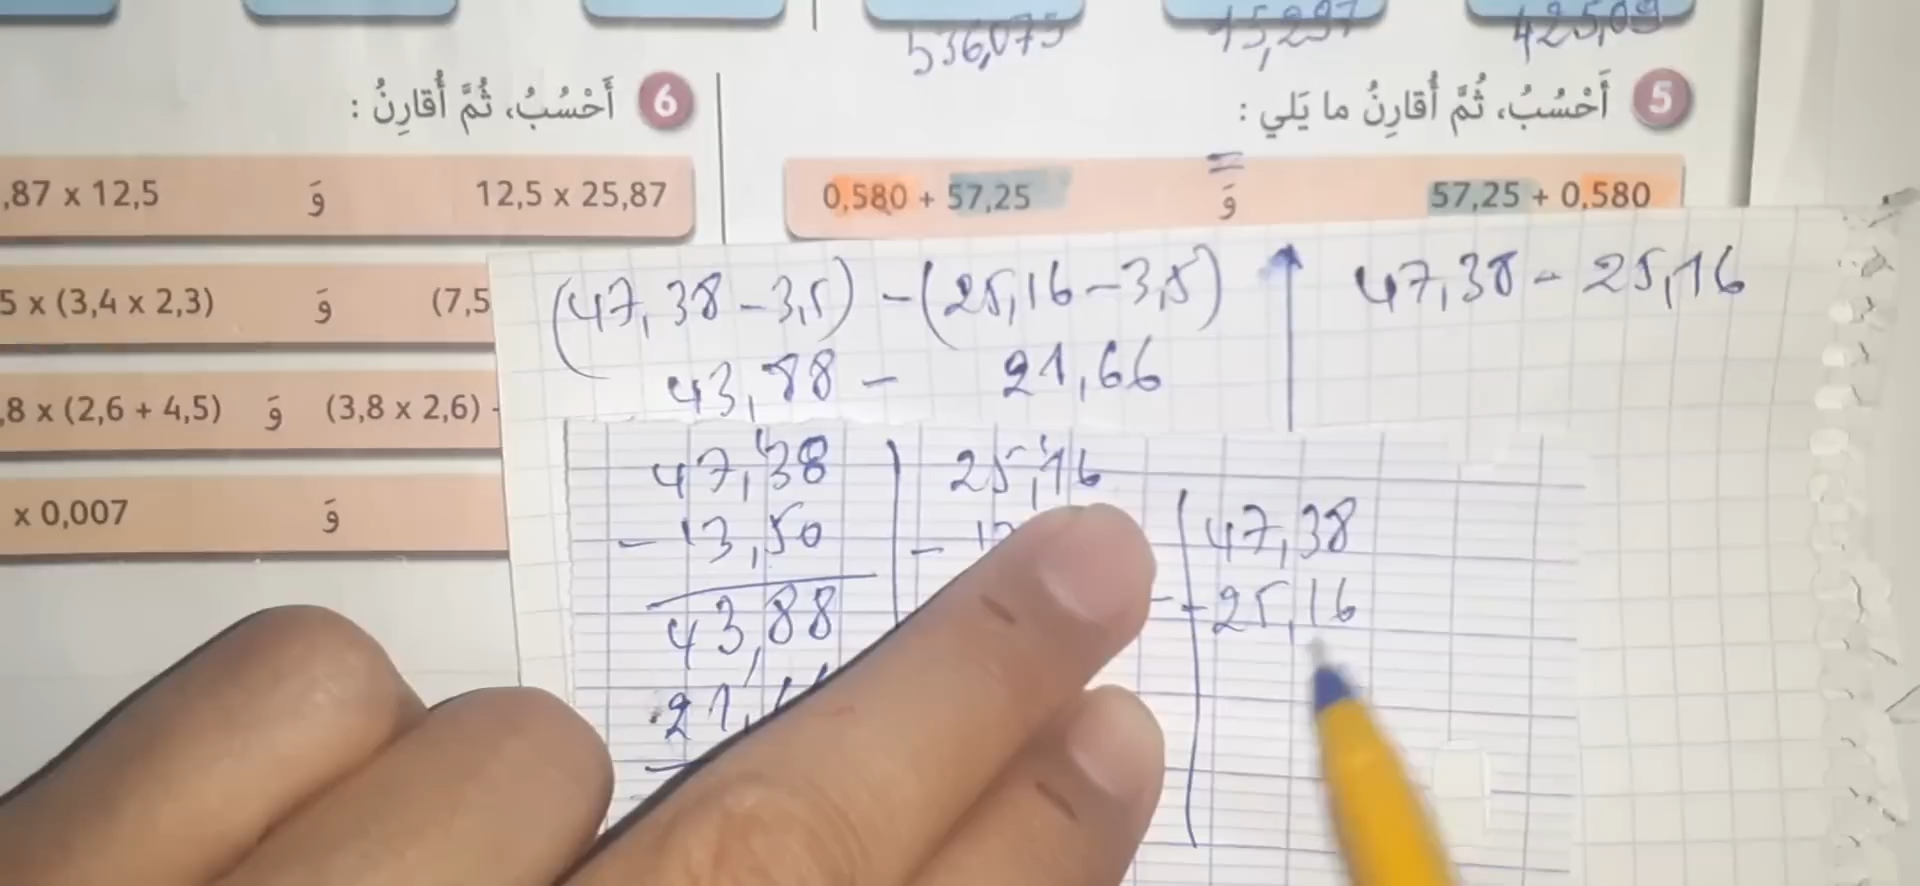 536,075 15,297 425,09
5 أَحْسُبُ، ثُمَّ أُقارِنُ ما يَلي :
57,25 + 0,580 وَ 0,580 + 57,25
=
6 أَحْسُبُ، ثُمَّ أُقارِنُ :
12,5 x 25,87 وَ ,87 x 12,5
(7,5 وَ 5 x (3,4 x 2,3)
(3,8 x 2,6) وَ ,8 x (2,6 + 4,5)
وَ x 0,007
(47,38 - 3,5) - (25,16 - 3,5)
47,38 - 25,16
43,88 - 21,66
47,38
- 13,50
43,88
21,
25,16
-
47,38
- 25,16